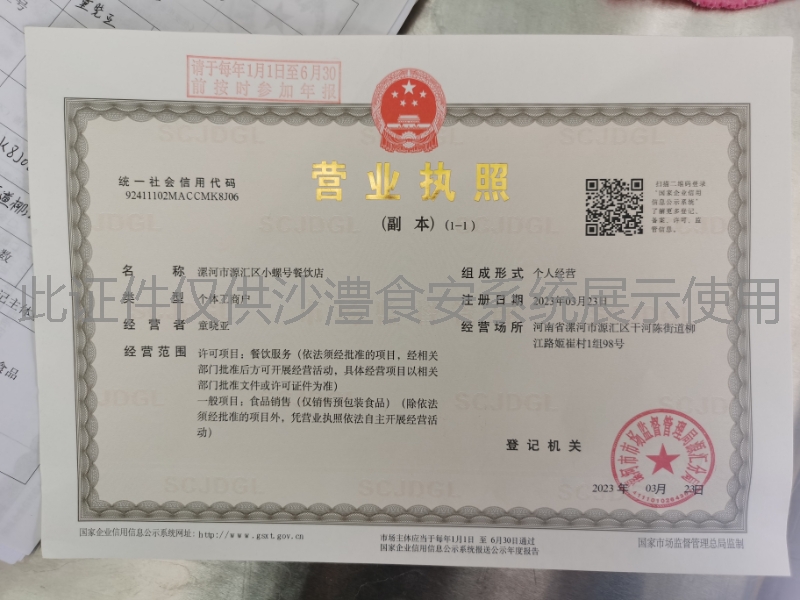 请于每年1月1日至6月30
前按时参加年报
统一社会信用代码
92411102MACCMK8J06
营业执照
(副 本) (1-1)
扫描二维码登录
“国家企业信用
信息公示系统”
了解更多登记、
备案、许可、监
管信息。
名 称 漯河市源汇区小螺号餐饮店
类 型 个体工商户
经 营 者 童晓亚
经营范围 许可项目：餐饮服务（依法须经批准的项目，经相关
部门批准后方可开展经营活动，具体经营项目以相关
部门批准文件或许可证件为准）
一般项目：食品销售（仅销售预包装食品）（除依法
须经批准的项目外，凭营业执照依法自主开展经营活
动）
组成形式 个人经营
注册日期 2023年03月23日
经营场所 河南省漯河市源汇区干河陈街道柳
江路姬崔村1组98号
此证件仅供沙澧食安系统展示使用
登记机关
2023 年 03月 23日
国家企业信用信息公示系统网址: http://www.gsxt.gov.cn
市场主体应当于每年1月1日 至 6月30日通过
国家企业信用信息公示系统报送公示年度报告
国家市场监督管理总局监制